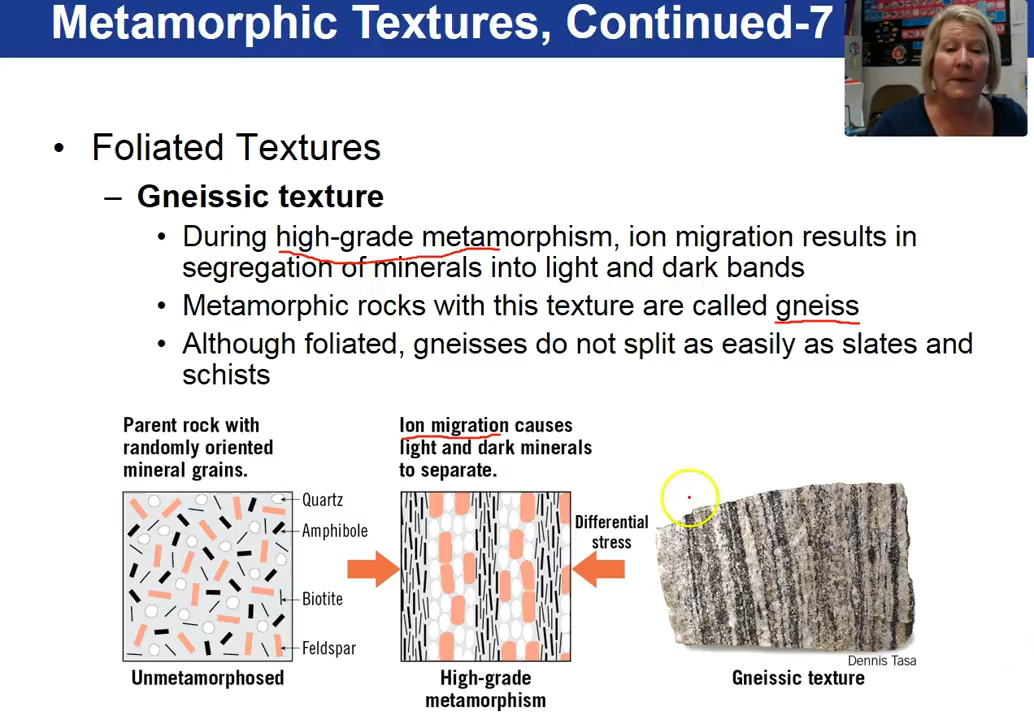 Metamorphic Textures, Continued-7
• Foliated Textures
– Gneissic texture
• During high-grade metamorphism, ion migration results in
segregation of minerals into light and dark bands
• Metamorphic rocks with this texture are called gneiss
• Although foliated, gneisses do not split as easily as slates and
schists
Parent rock with
randomly oriented
mineral grains.
Quartz
Amphibole
Biotite
Feldspar
Unmetamorphosed
Ion migration causes
light and dark minerals
to separate.
Differential
stress
High-grade
metamorphism
Dennis Tasa
Gneissic texture